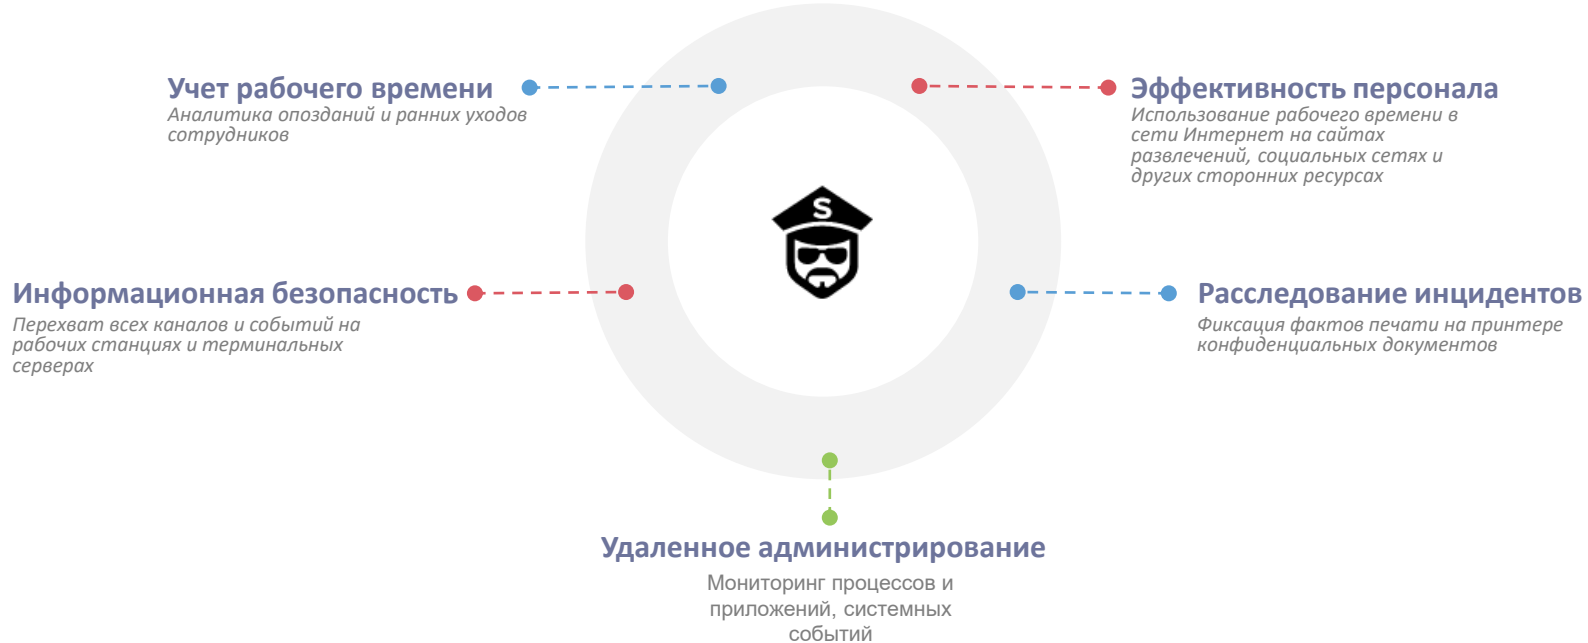 Учет рабочего времени
Аналитика опозданий и ранних уходов
сотрудников
Эффективность персонала
Использование рабочего времени в
сети Интернет на сайтах
развлечений, социальных сетях и
других сторонних ресурсах
S
Информационная безопасность
Перехват всех каналов и событий на
рабочих станциях и терминальных
серверах
Расследование инцидентов
Фиксация фактов печати на принтере
конфиденциальных документов
Удаленное администрирование
Мониторинг процессов и
приложений, системных
событий